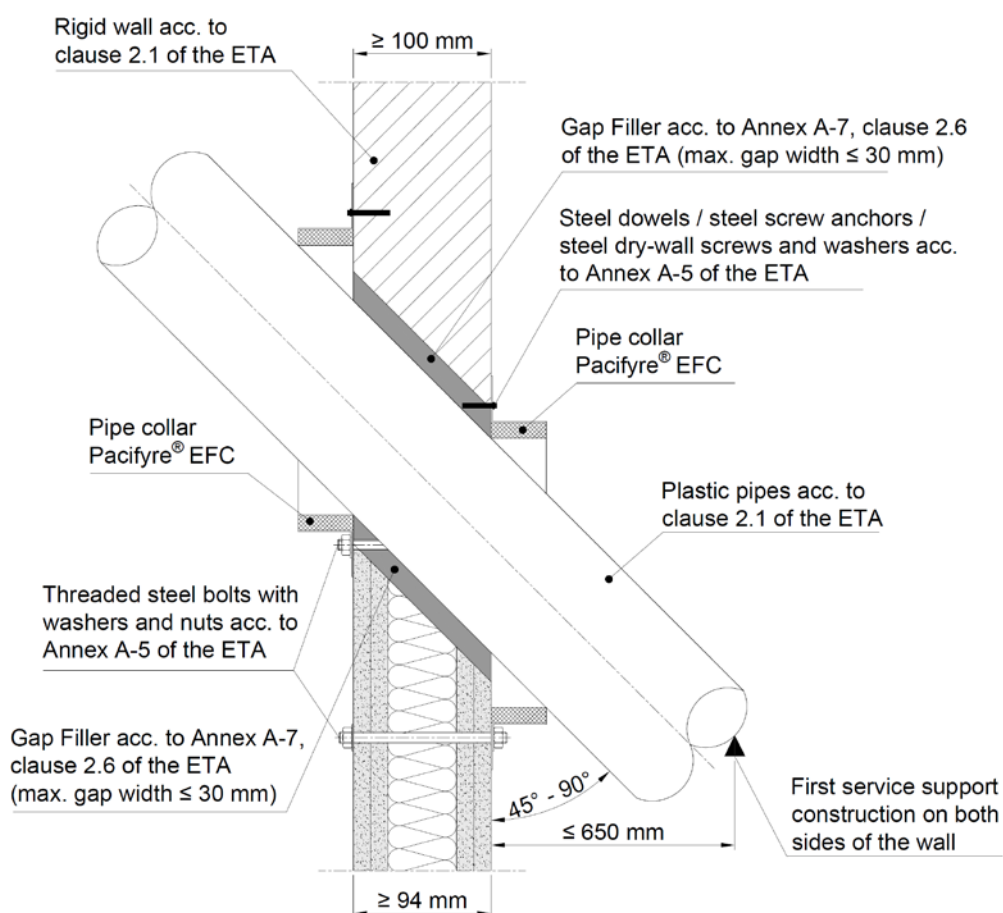 Rigid wall acc. to
clause 2.1 of the ETA
≥ 100 mm
Gap Filler acc. to Annex A-7, clause 2.6
of the ETA (max. gap width ≤ 30 mm)
Steel dowels / steel screw anchors /
steel dry-wall screws and washers acc.
to Annex A-5 of the ETA
Pipe collar
Pacifyre® EFC
Pipe collar
Pacifyre® EFC
Plastic pipes acc. to
clause 2.1 of the ETA
Threaded steel bolts with
washers and nuts acc. to
Annex A-5 of the ETA
Gap Filler acc. to Annex A-7,
clause 2.6 of the ETA
(max. gap width ≤ 30 mm)
45° - 90°
≤ 650 mm
First service support
construction on both
sides of the wall
≥ 94 mm